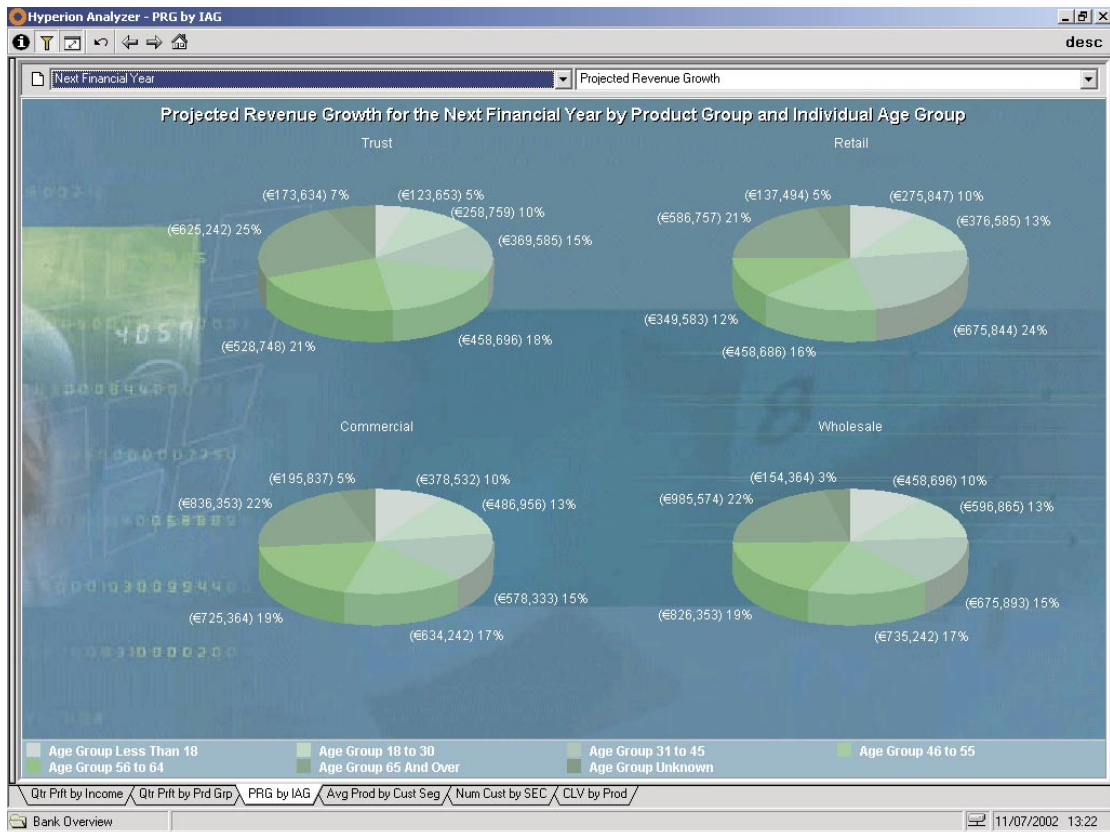 Hyperion Analyzer - PRG by IAG
desc
Next Financial Year
Projected Revenue Growth
Projected Revenue Growth for the Next Financial Year by Product Group and Individual Age Group
Trust
(€173,634) 7%
(€123,653) 5%
(€258,759) 10%
(€625,242) 25%
(€369,585) 15%
(€528,748) 21%
(€458,696) 18%
Retail
(€137,494) 5%
(€275,847) 10%
(€586,757) 21%
(€376,585) 13%
(€349,583) 12%
(€675,844) 24%
(€458,686) 16%
Commercial
(€195,837) 5%
(€378,532) 10%
(€836,353) 22%
(€486,956) 13%
(€578,333) 15%
(€725,364) 19%
(€634,242) 17%
Wholesale
(€154,364) 3%
(€458,696) 10%
(€985,574) 22%
(€596,865) 13%
(€675,893) 15%
(€826,353) 19%
(€735,242) 17%
4059
8
Age Group Less Than 18
Age Group 18 to 30
Age Group 31 to 45
Age Group 46 to 55
Age Group 56 to 64
Age Group 65 And Over
Age Group Unknown
Qtr Prft by Income
Qtr Prft by Prd Grp
PRG by IAG
Avg Prod by Cust Seg
Num Cust by SEC
CLV by Prod
Bank Overview
11/07/2002 13:22